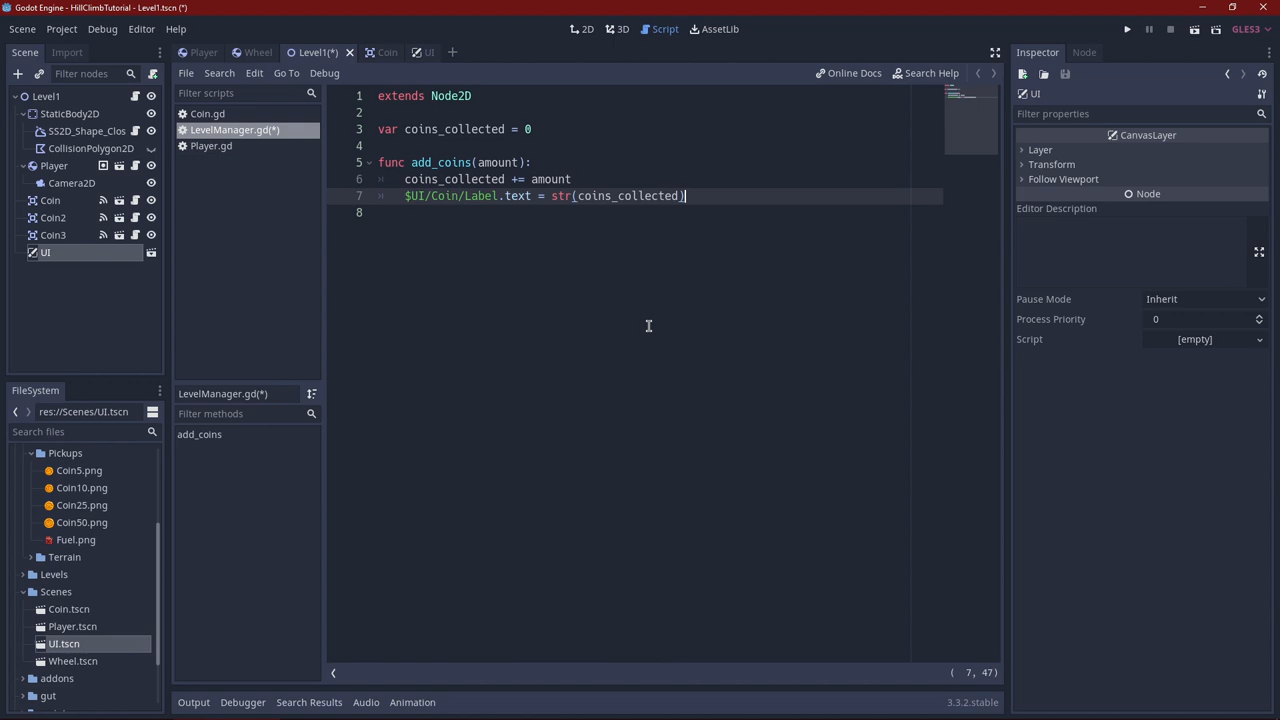 Godot Engine - HillClimbTutorial - Level1.tscn (*)
Scene Project Debug Editor Help
2D 3D Script AssetLib
GLES3
Scene Import
Filter nodes
Level1
StaticBody2D
SS2D_Shape_Clos
CollisionPolygon2D
Player
Camera2D
Coin
Coin2
Coin3
UI
FileSystem
res://Scenes/UI.tscn
Search files
Pickups
Coin5.png
Coin10.png
Coin25.png
Coin50.png
Fuel.png
Terrain
Levels
Scenes
Coin.tscn
Player.tscn
UI.tscn
Wheel.tscn
addons
gut
Player Wheel Level1(*) Coin UI
File Search Edit Go To Debug
Online Docs Search Help
Filter scripts
Coin.gd
LevelManager.gd(*)
Player.gd
LevelManager.gd(*)
Filter methods
add_coins
1 extends Node2D
2
3 var coins_collected = 0
4
5 func add_coins(amount):
6 coins_collected += amount
7 $UI/Coin/Label.text = str(coins_collected)
8
( 7, 47)
Output Debugger Search Results Audio Animation
3.3.2.stable
Inspector Node
UI
Filter properties
CanvasLayer
Layer
Transform
Follow Viewport
Node
Editor Description
Pause Mode Inherit
Process Priority 0
Script [empty]